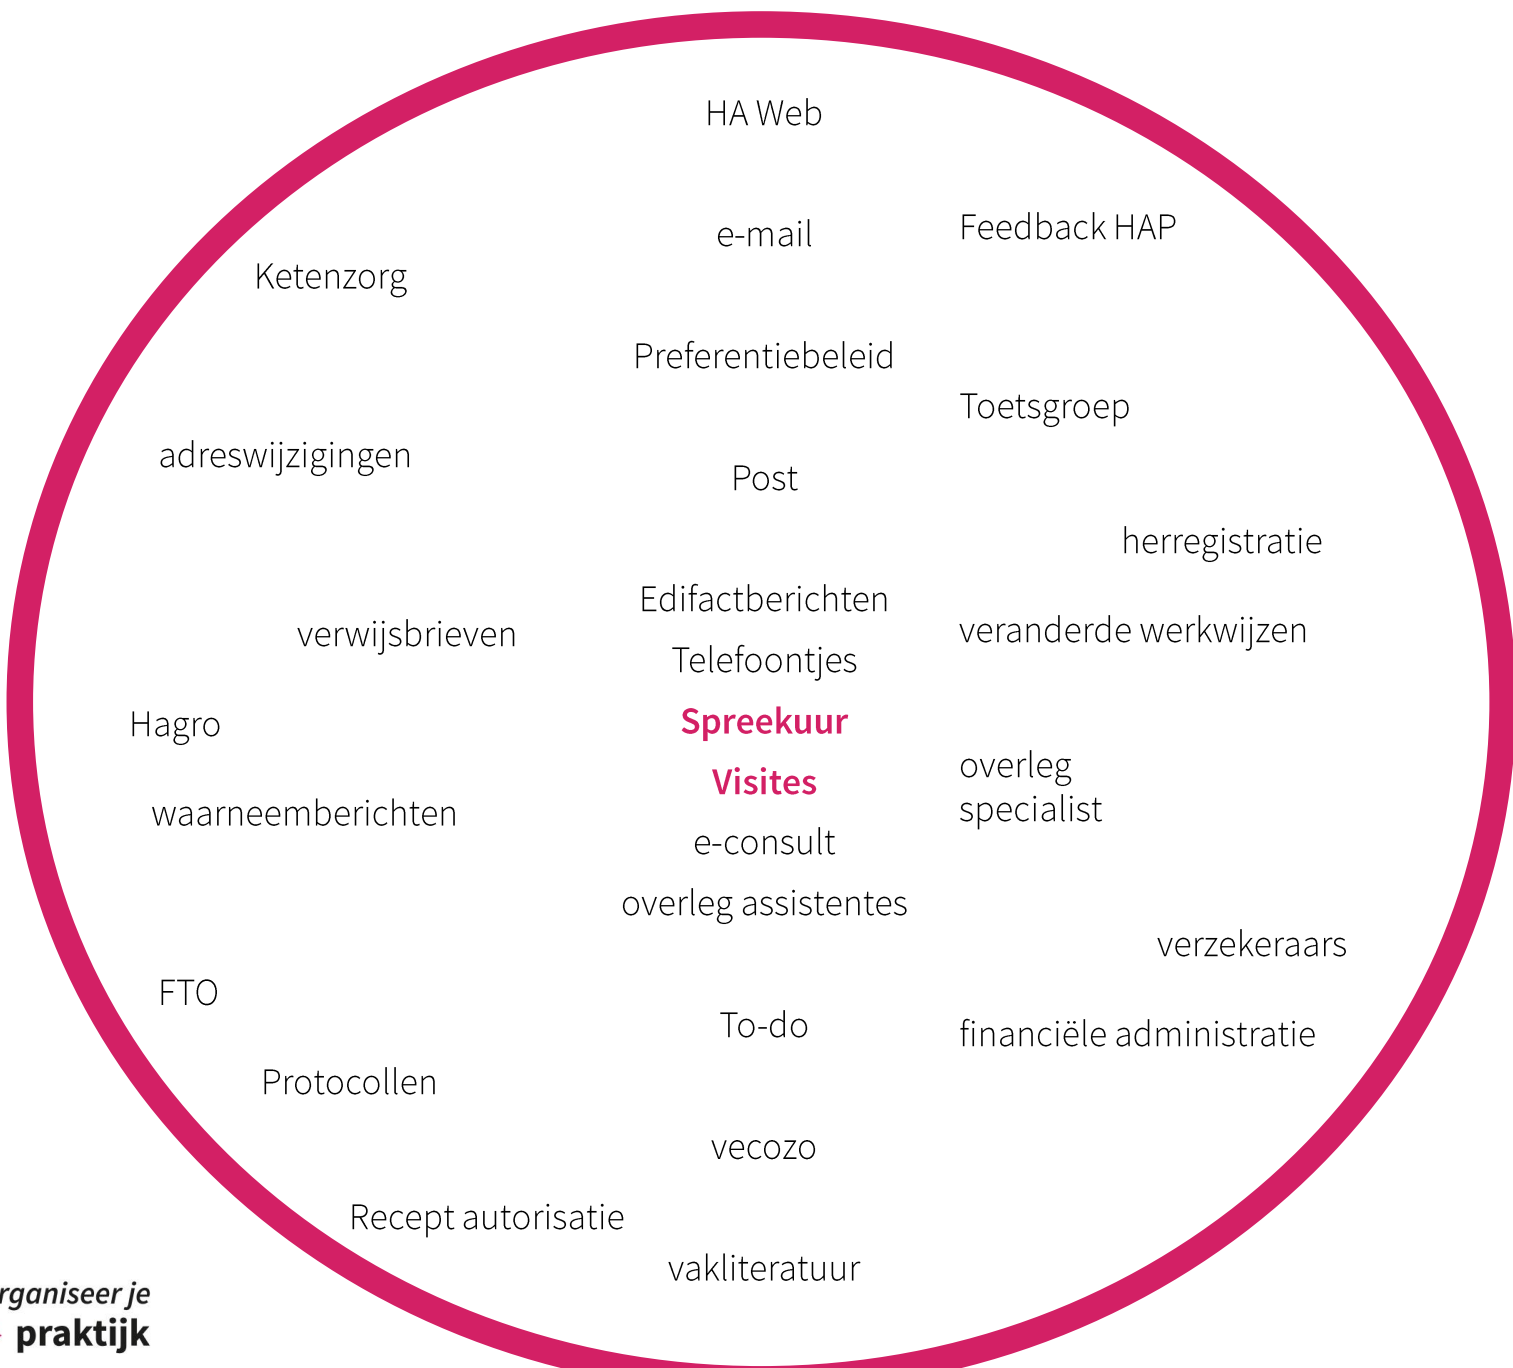 HA Web
e-mail
Feedback HAP
Ketenzorg
Preferentiebeleid
Toetsgroep
adreswijzigingen
Post
herregistratie
Edifactberichten
verwijsbrieven
veranderde werkwijzen
Telefoontjes
Spreekuur
Hagro
Visites
overleg
specialist
waarneemberichten
e-consult
overleg assistentes
verzekeraars
FTO
To-do
financiële administratie
Protocollen
vecozo
Recept autorisatie
vakliteratuur
rganiseer je
praktijk